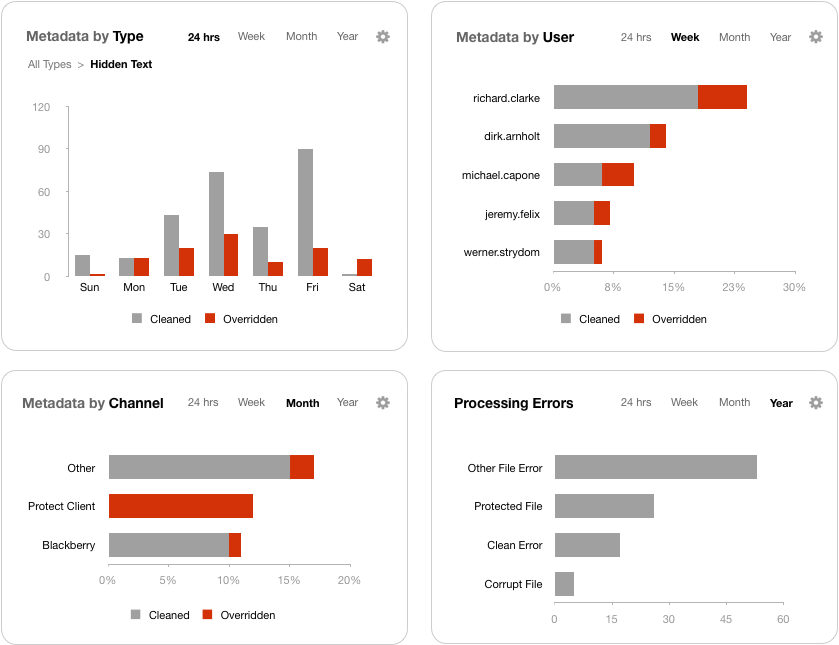 Metadata by Type 24 hrs Week Month Year
All Types > Hidden Text
120
90
60
30
0
Sun Mon Tue Wed Thu Fri Sat
Cleaned Overridden
Metadata by User 24 hrs Week Month Year
richard.clarke
dirk.arnholt
michael.capone
jeremy.felix
werner.strydom
0% 8% 15% 23% 30%
Cleaned Overridden
Metadata by Channel 24 hrs Week Month Year
Other
Protect Client
Blackberry
0% 5% 10% 15% 20%
Cleaned Overridden
Processing Errors 24 hrs Week Month Year
Other File Error
Protected File
Clean Error
Corrupt File
0 15 30 45 60